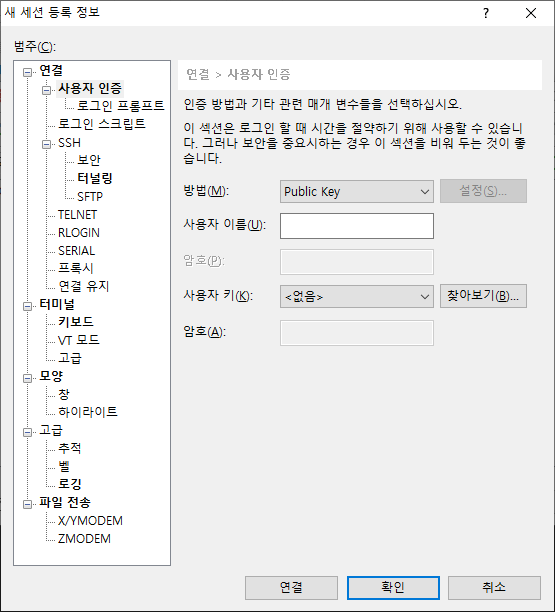 새 세션 등록 정보
범주(C):
연결
사용자 인증
로그인 프롬프트
로그인 스크립트
SSH
보안
터널링
SFTP
TELNET
RLOGIN
SERIAL
프록시
연결 유지
터미널
키보드
VT 모드
고급
모양
창
하이라이트
고급
추적
벨
로깅
파일 전송
X/YMODEM
ZMODEM
연결 > 사용자 인증
인증 방법과 기타 관련 매개 변수들을 선택하십시오.
이 섹션은 로그인 할 때 시간을 절약하기 위해 사용할 수 있습니
다. 그러나 보안을 중요시하는 경우 이 섹션을 비워 두는 것이 좋
습니다.
방법(M): Public Key 설정(S)...
사용자 이름(U):
암호(P):
사용자 키(K): <없음> 찾아보기(B)...
암호(A):
연결 확인 취소